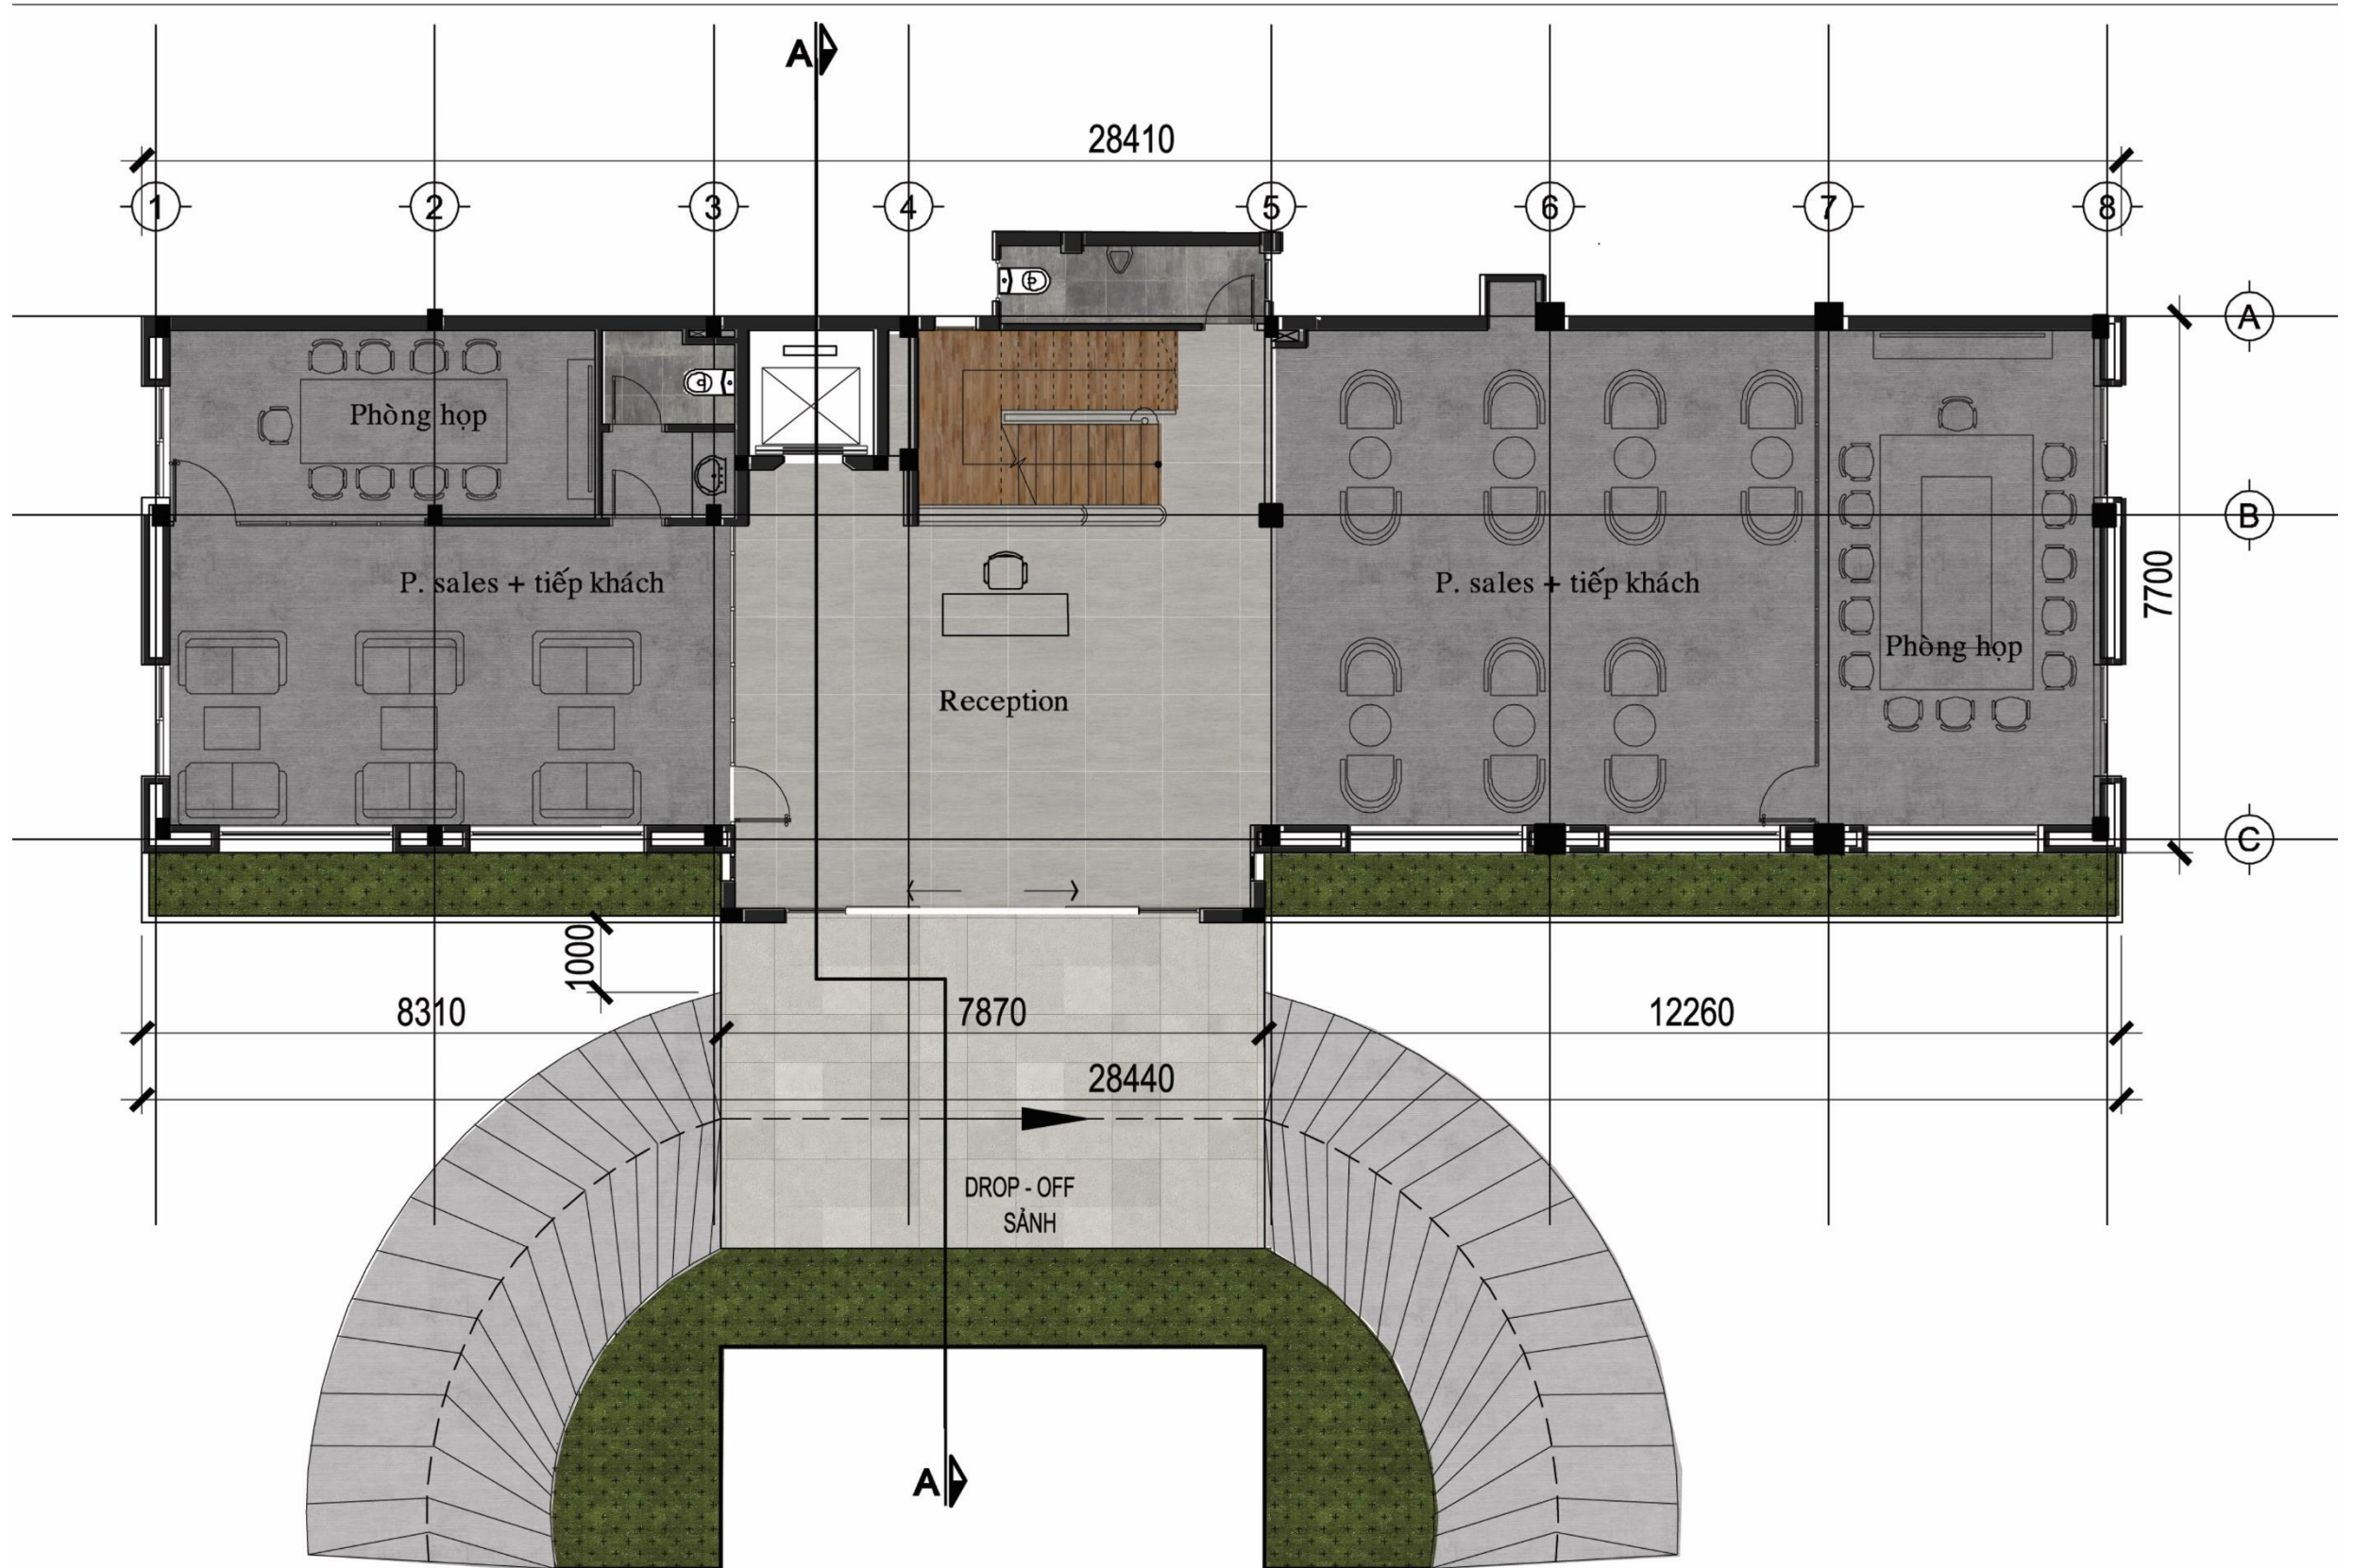 A
28410
1
2
3
4
5
6
7
8
A
Phòng họp
B
P. sales + tiếp khách
P. sales + tiếp khách
7700
Phòng họp
Reception
C
1000
8310
7870
12260
28440
DROP - OFF
SẢNH
A